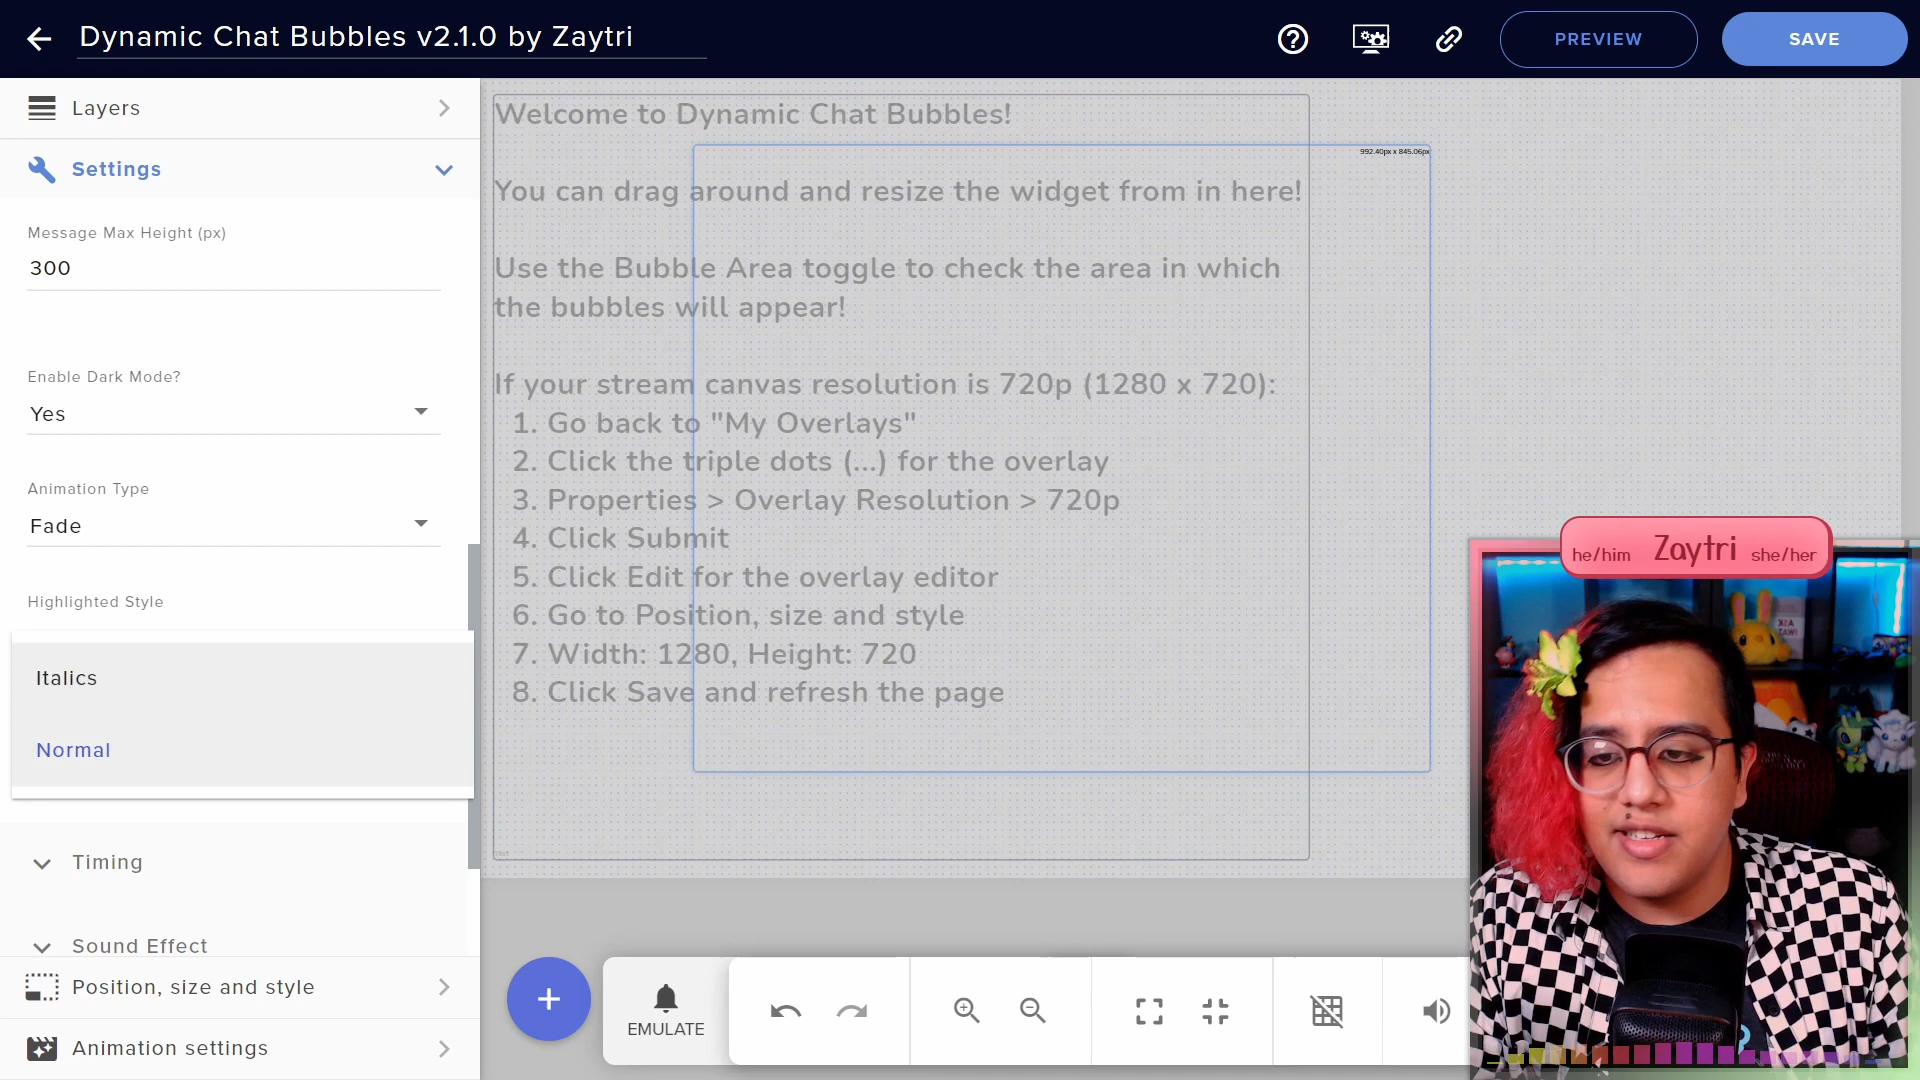 Dynamic Chat Bubbles v2.1.0 by Zaytri
PREVIEW
SAVE
Layers
Settings
Message Max Height (px)
300
Enable Dark Mode?
Yes
Animation Type
Fade
Highlighted Style
Italics
Normal
Timing
Sound Effect
Position, size and style
Animation settings
Welcome to Dynamic Chat Bubbles!
992.40px x 845.06px
You can drag around and resize the widget from in here!
Use the Bubble Area toggle to check the area in which
the bubbles will appear!
If your stream canvas resolution is 720p (1280 x 720):
1. Go back to "My Overlays"
2. Click the triple dots (...) for the overlay
3. Properties > Overlay Resolution > 720p
4. Click Submit
5. Click Edit for the overlay editor
6. Go to Position, size and style
7. Width: 1280, Height: 720
8. Click Save and refresh the page
EMULATE
he/him Zaytri she/her